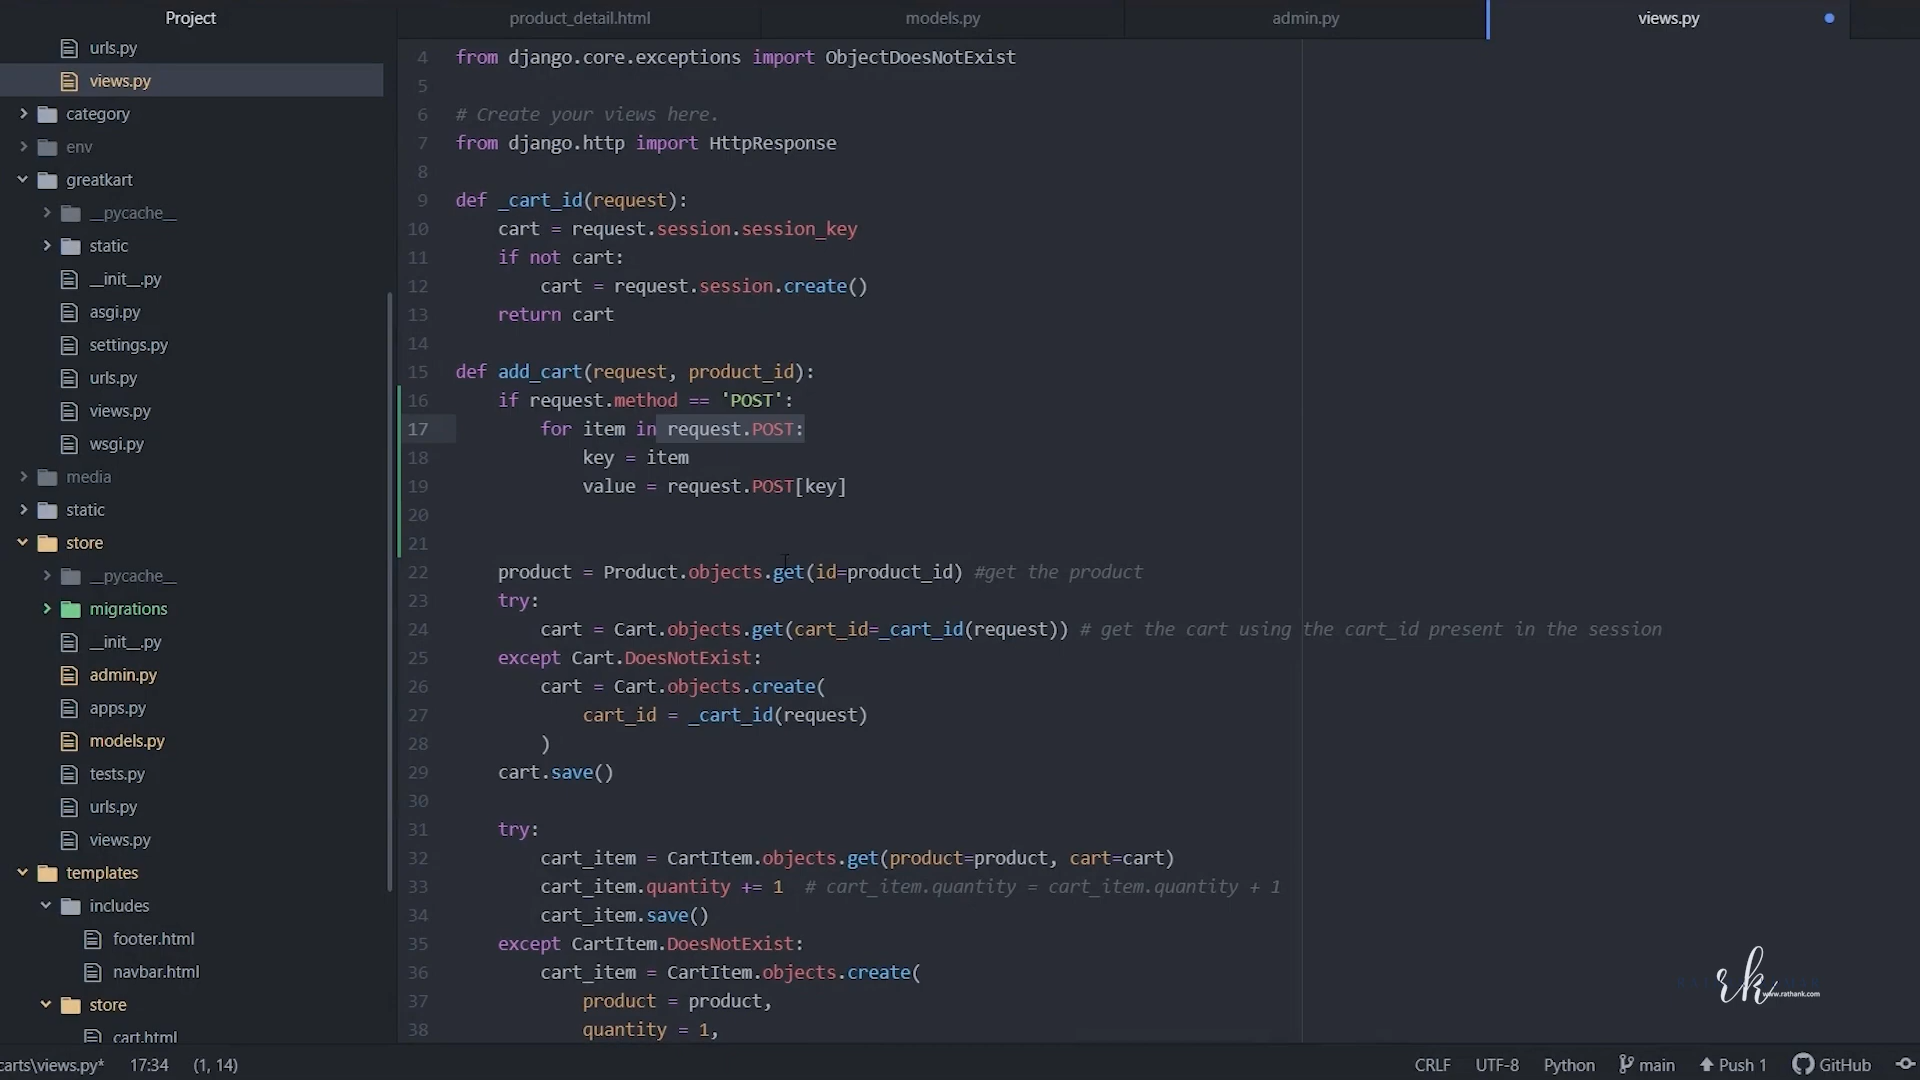 Project
product_detail.html
models.py
admin.py
views.py
urls.py
views.py
category
env
greatkart
__pycache__
static
__init__.py
asgi.py
settings.py
urls.py
views.py
wsgi.py
media
static
store
__pycache__
migrations
__init__.py
admin.py
apps.py
models.py
tests.py
urls.py
views.py
templates
includes
footer.html
navbar.html
store
cart.html
4 from django.core.exceptions import ObjectDoesNotExist
5
6 # Create your views here.
7 from django.http import HttpResponse
8
9 def _cart_id(request):
10 cart = request.session.session_key
11 if not cart:
12 cart = request.session.create()
13 return cart
14
15 def add_cart(request, product_id):
16 if request.method == 'POST':
17 for item in request.POST:
18 key = item
19 value = request.POST[key]
20
21
22 product = Product.objects.get(id=product_id) #get the product
23 try:
24 cart = Cart.objects.get(cart_id=_cart_id(request)) # get the cart using the cart_id present in the session
25 except Cart.DoesNotExist:
26 cart = Cart.objects.create(
27 cart_id = _cart_id(request)
28 )
29 cart.save()
30
31 try:
32 cart_item = CartItem.objects.get(product=product, cart=cart)
33 cart_item.quantity += 1 # cart_item.quantity = cart_item.quantity + 1
34 cart_item.save()
35 except CartItem.DoesNotExist:
36 cart_item = CartItem.objects.create(
37 product = product,
38 quantity = 1,
rk
www.rathank.com
carts\views.py* 17:34 (1, 14)
CRLF UTF-8 Python main Push 1 GitHub